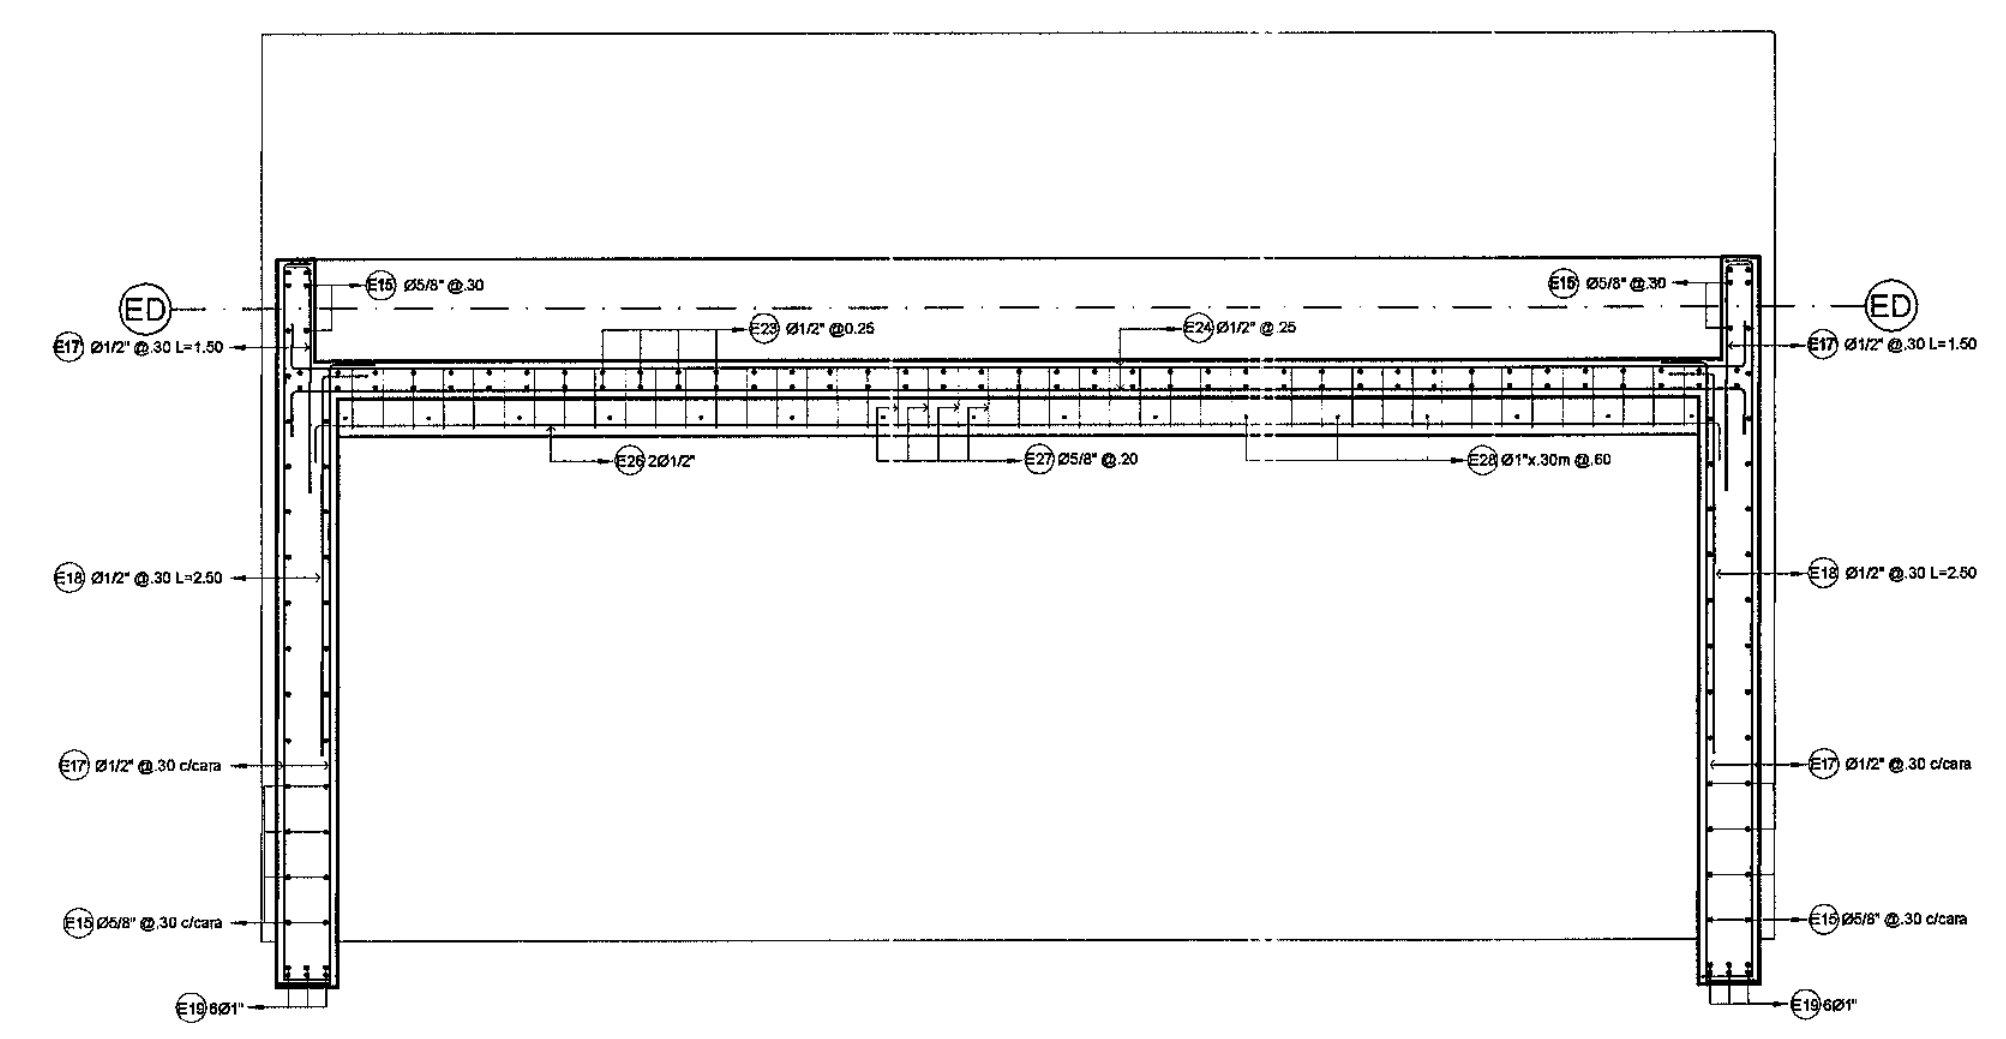 E15 Ø5/8" @.30
E15 Ø5/8" @.30
ED
ED
E23 Ø1/2" @0.25
E24 Ø1/2" @.25
E17 Ø1/2" @.30 L=1.50
E17 Ø1/2" @.30 L=1.50
E26 2Ø1/2"
E27 Ø5/8" @.20
E28 Ø1"x.30m @.60
E18 Ø1/2" @.30 L=2.50
E18 Ø1/2" @.30 L=2.50
E17 Ø1/2" @.30 c/cara
E17 Ø1/2" @.30 c/cara
E15 Ø5/8" @.30 c/cara
E15 Ø5/8" @.30 c/cara
E19 6Ø1"
E19 6Ø1"